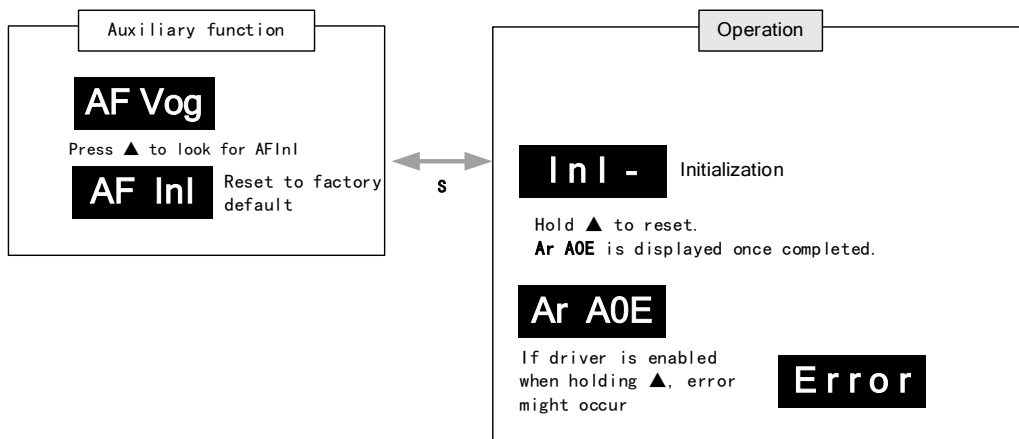 Auxiliary function
AF Vog
Press ▲ to look for AFInI
AF InI
Reset to factory
default
S
Operation
InI -
Initialization
Hold ▲ to reset.
Ar A0E is displayed once completed.
Ar A0E
If driver is enabled
when holding ▲, error
might occur
Error